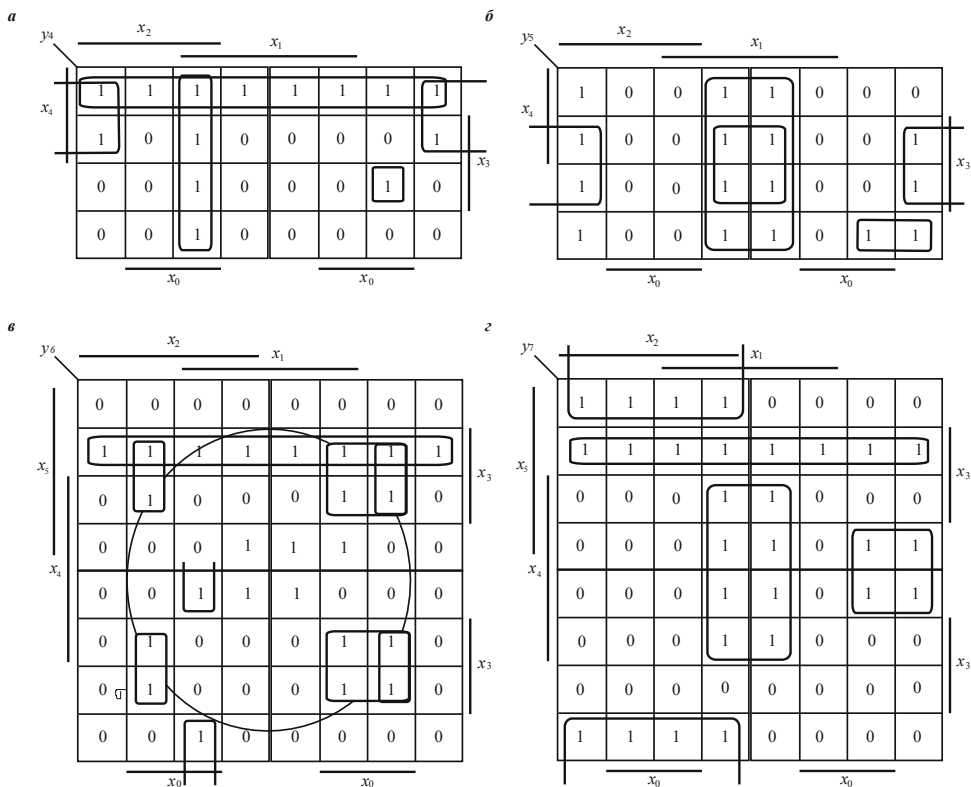 а
y4
x2
x1
1 1 1 1 1 1 1 1
1 0 1 0 0 0 0 1
0 0 1 0 0 0 1 0
0 0 1 0 0 0 0 0
x4
x3
x0
x0
б
y5
x2
x1
1 0 0 1 1 0 0 0
1 0 0 1 1 0 0 1
1 0 0 1 1 0 0 1
1 0 0 1 1 0 1 1
x4
x3
x0
x0
в
y6
x2
x1
0 0 0 0 0 0 0 0
1 1 1 1 1 1 1 1
0 1 0 0 0 1 1 0
0 0 0 1 1 1 0 0
0 0 1 1 1 0 0 0
0 1 0 0 0 1 1 0
0 1 0 0 0 1 1 0
0 0 1 0 0 0 0 0
x5
x4
x3
x3
x0
x0
г
y7
x2
x1
1 1 1 1 0 0 0 0
1 1 1 1 1 1 1 1
0 0 0 1 1 0 0 0
0 0 0 1 1 0 1 1
0 0 0 1 1 0 1 1
0 0 0 1 1 0 0 0
0 0 0 0 0 0 0 0
1 1 1 1 0 0 0 0
x5
x4
x3
x3
x0
x0